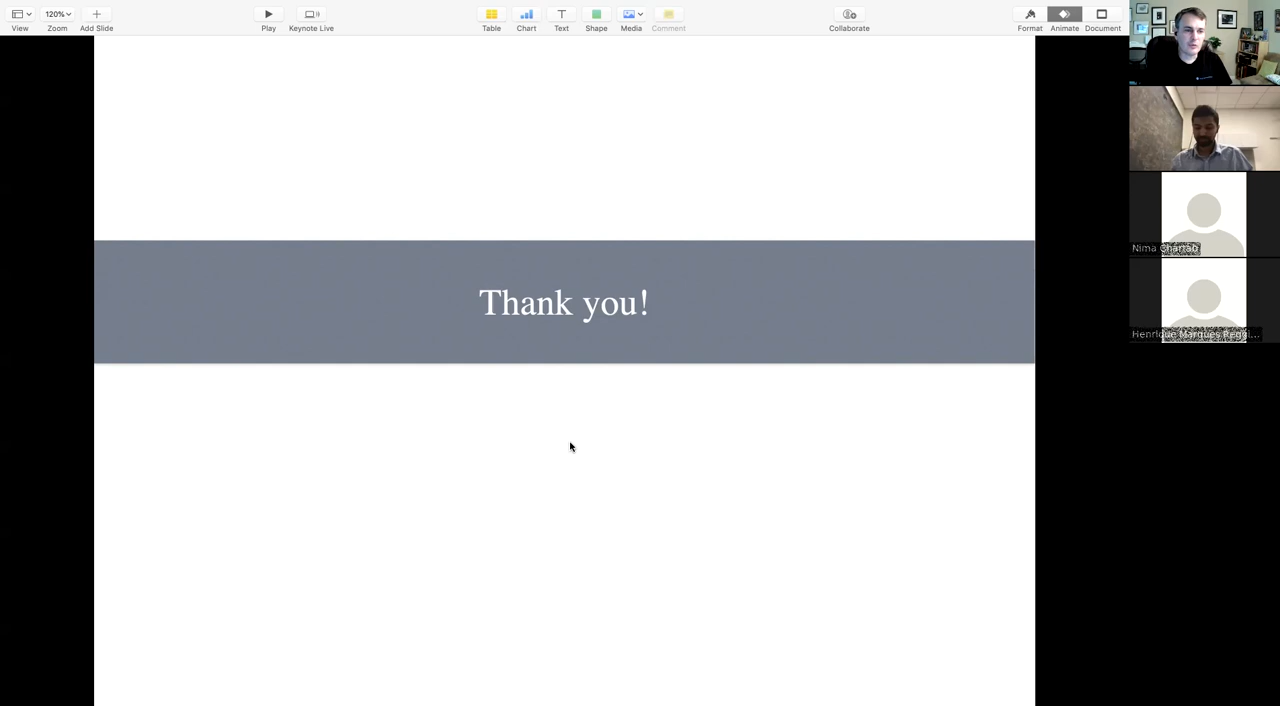 View
120%
Zoom
Add Slide
Play
Keynote Live
Table
Chart
Text
Shape
Media
Comment
Collaborate
Format
Animate
Document
Thank you!
Nima Chartab
Henrique Marques Reggi...